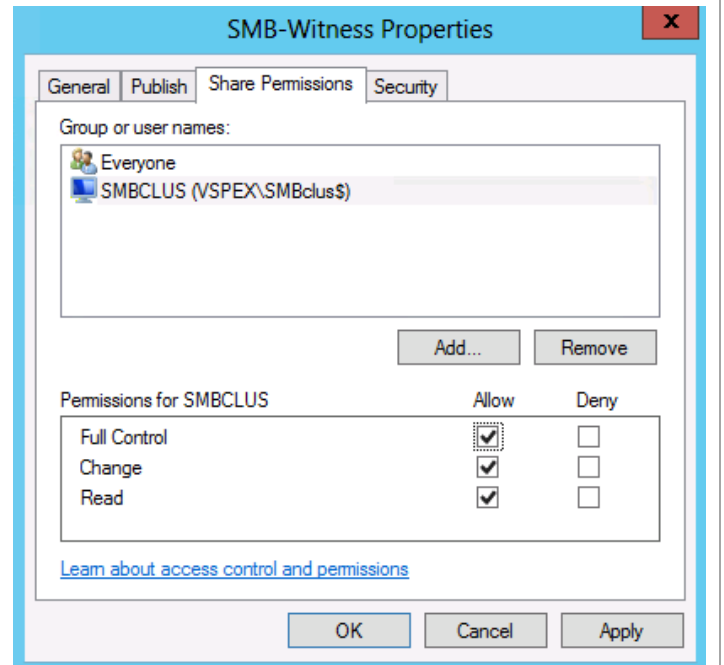 SMB-Witness Properties
x
General Publish Share Permissions Security
Group or user names:
Everyone
SMBCLUS (VSPEX\SMBclus$)
Add... Remove
Permissions for SMBCLUS Allow Deny
Full Control
Change
Read
Learn about access control and permissions
OK Cancel Apply